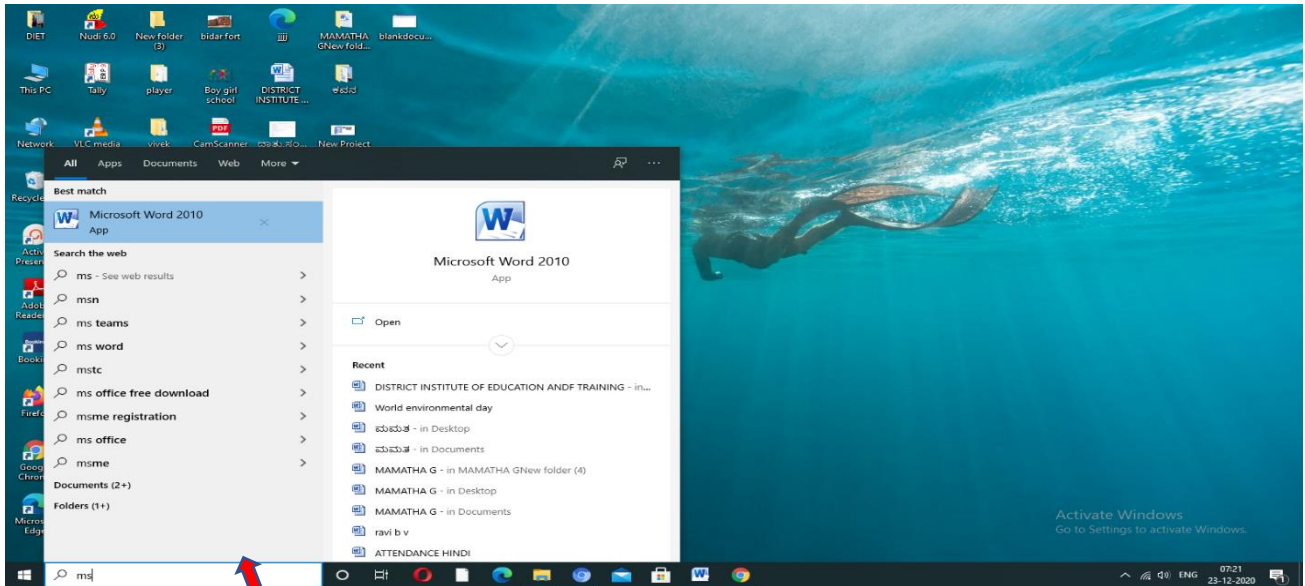 DIET
Nudi 6.0
New folder
(3)
bidar fort
jjjj
MAMATHA
GNew fold...
blankdocu...
This PC
Tally
player
Boy girl
school
DISTRICT
INSTITUTE ...
Network
VLC media
vivek
CamScanner
New Project
All Apps Documents Web More
Best match
Microsoft Word 2010
App
Search the web
ms - See web results
msn
ms teams
ms word
mstc
ms office free download
msme registration
ms office
msme
Documents (2+)
Folders (1+)
Microsoft Word 2010
App
Open
Recent
DISTRICT INSTITUTE OF EDUCATION ANDF TRAINING - in...
World environmental day
ಮಮತ - in Desktop
ಮಮತ - in Documents
MAMATHA G - in MAMATHA GNew folder (4)
MAMATHA G - in Desktop
MAMATHA G - in Documents
ravi b v
ATTENDANCE HINDI
Activate Windows
Go to Settings to activate Windows.
ms
ENG
07:21
23-12-2020